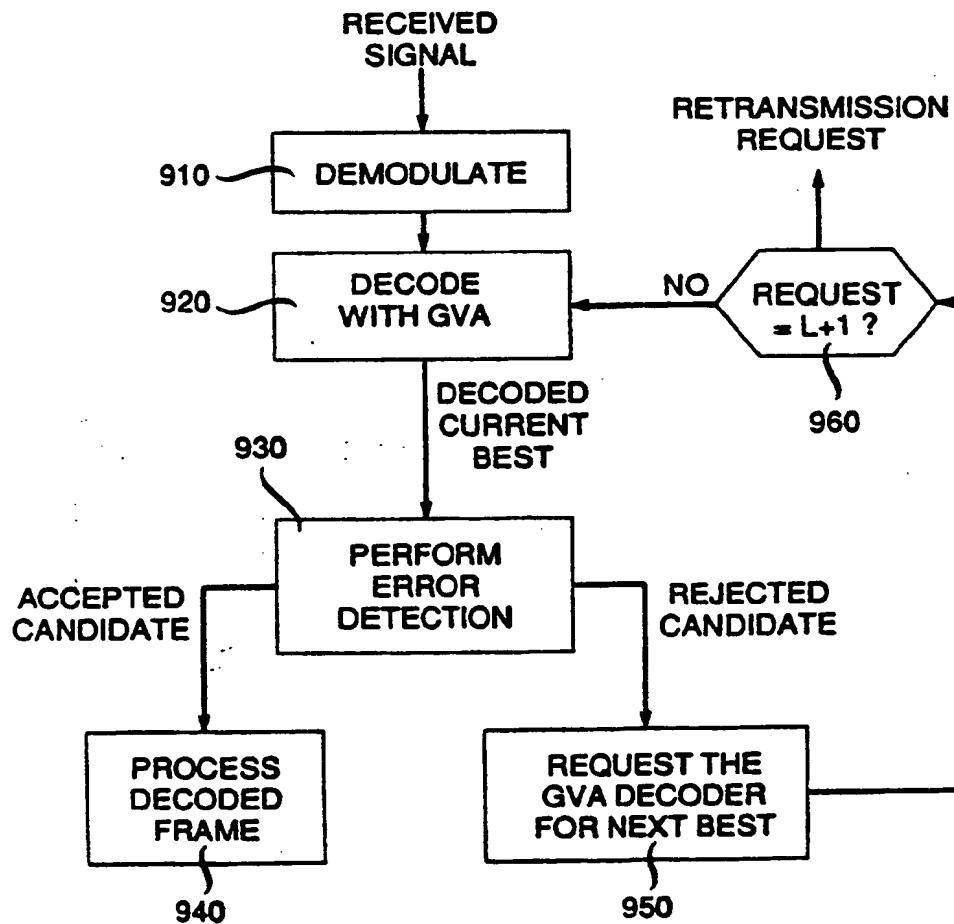 RECEIVED
SIGNAL
RETRANSMISSION
REQUEST
910
DEMODULATE
920
DECODE
WITH GVA
NO
REQUEST
= L+1 ?
960
DECODED
CURRENT
BEST
930
PERFORM
ERROR
DETECTION
ACCEPTED
CANDIDATE
REJECTED
CANDIDATE
PROCESS
DECODED
FRAME
940
REQUEST THE
GVA DECODER
FOR NEXT BEST
950